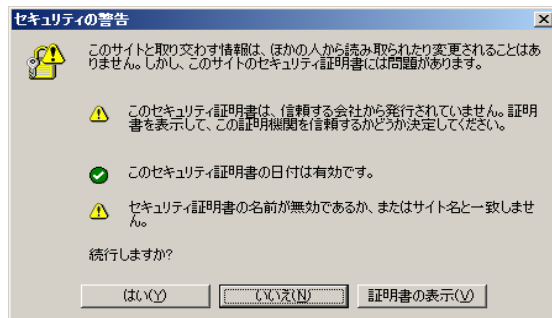 セキュリティの警告
このサイトと取り交わす情報は、ほかの人から読み取られたり変更されることはあ
りません。しかし、このサイトのセキュリティ証明書には問題があります。
このセキュリティ証明書は、信頼する会社から発行されていません。証明
書を表示して、この証明機関を信頼するかどうか決定してください。
このセキュリティ証明書の日付は有効です。
セキュリティ証明書の名前が無効であるか、またはサイト名と一致しませ
ん。
続行しますか?
はい(Y) いいえ(N) 証明書の表示(V)